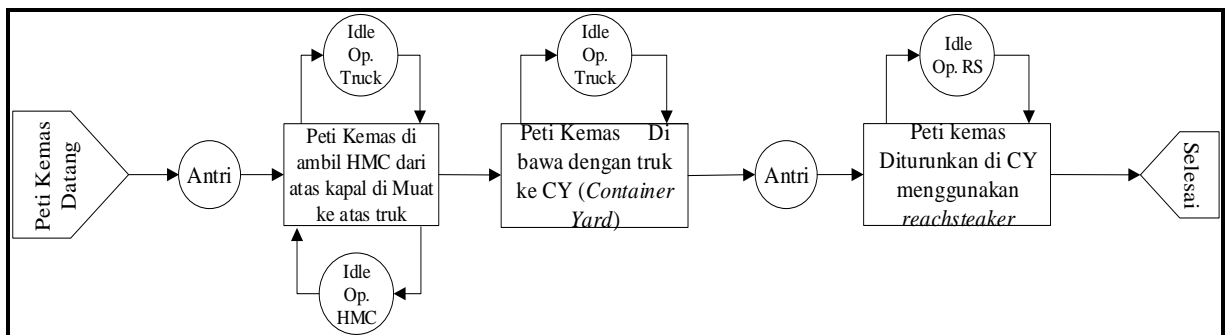 Peti Kemas
Datang
Antri
Idle
Op.
Truck
Peti Kemas di
ambil HMC dari
atas kapal di Muat
ke atas truk
Idle
Op.
HMC
Idle
Op.
Truck
Peti Kemas Di
bawa dengan truk
ke CY (Container
Yard)
Antri
Idle
Op. RS
Peti kemas
Diturunkan di CY
menggunakan
reachsteaker
Selesai